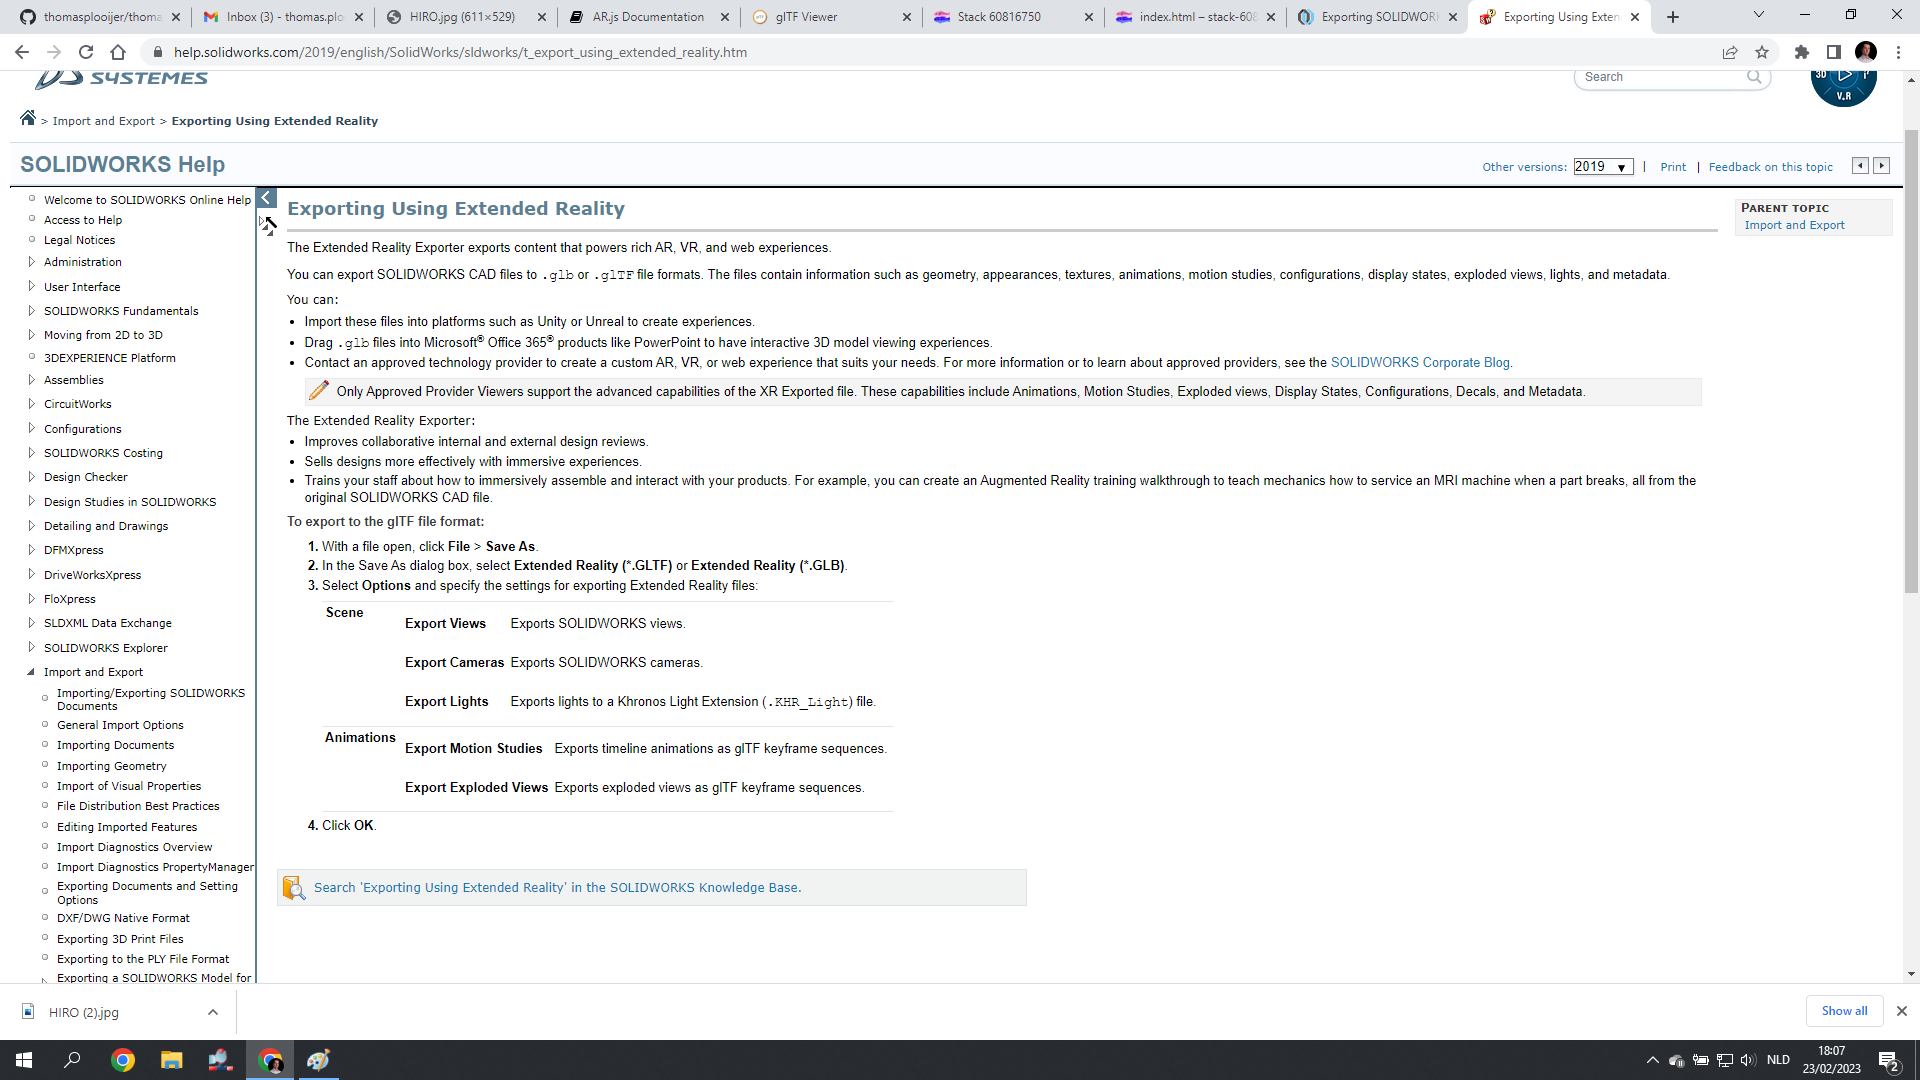 thomasplooijer/thoma
Inbox (3) - thomas.plo
HIRO.jpg (611×529)
AR.js Documentation
glTF Viewer
Stack 60816750
index.html – stack-608
Exporting SOLIDWORK
Exporting Using Exten
help.solidworks.com/2019/english/SolidWorks/sldworks/t_export_using_extended_reality.htm
SYSTEMES
Search
3D
V.R
> Import and Export > Exporting Using Extended Reality
SOLIDWORKS Help
Other versions: 2019 | Print | Feedback on this topic
Welcome to SOLIDWORKS Online Help
Access to Help
Legal Notices
Administration
User Interface
SOLIDWORKS Fundamentals
Moving from 2D to 3D
3DEXPERIENCE Platform
Assemblies
CircuitWorks
Configurations
SOLIDWORKS Costing
Design Checker
Design Studies in SOLIDWORKS
Detailing and Drawings
DFMXpress
DriveWorksXpress
FloXpress
SLDXML Data Exchange
SOLIDWORKS Explorer
Import and Export
Importing/Exporting SOLIDWORKS
Documents
General Import Options
Importing Documents
Importing Geometry
Import of Visual Properties
File Distribution Best Practices
Editing Imported Features
Import Diagnostics Overview
Import Diagnostics PropertyManager
Exporting Documents and Setting
Options
DXF/DWG Native Format
Exporting 3D Print Files
Exporting to the PLY File Format
Exporting a SOLIDWORKS Model for
Exporting Using Extended Reality
The Extended Reality Exporter exports content that powers rich AR, VR, and web experiences.
You can export SOLIDWORKS CAD files to .glb or .glTF file formats. The files contain information such as geometry, appearances, textures, animations, motion studies, configurations, display states, exploded views, lights, and metadata.
You can:
• Import these files into platforms such as Unity or Unreal to create experiences.
• Drag .glb files into Microsoft® Office 365® products like PowerPoint to have interactive 3D model viewing experiences.
• Contact an approved technology provider to create a custom AR, VR, or web experience that suits your needs. For more information or to learn about approved providers, see the SOLIDWORKS Corporate Blog.
Only Approved Provider Viewers support the advanced capabilities of the XR Exported file. These capabilities include Animations, Motion Studies, Exploded views, Display States, Configurations, Decals, and Metadata.
The Extended Reality Exporter:
• Improves collaborative internal and external design reviews.
• Sells designs more effectively with immersive experiences.
• Trains your staff about how to immersively assemble and interact with your products. For example, you can create an Augmented Reality training walkthrough to teach mechanics how to service an MRI machine when a part breaks, all from the
original SOLIDWORKS CAD file.
To export to the glTF file format:
1. With a file open, click File > Save As.
2. In the Save As dialog box, select Extended Reality (*.GLTF) or Extended Reality (*.GLB).
3. Select Options and specify the settings for exporting Extended Reality files:
Scene
Export Views Exports SOLIDWORKS views.
Export Cameras Exports SOLIDWORKS cameras.
Export Lights Exports lights to a Khronos Light Extension (.KHR_Light) file.
Animations
Export Motion Studies Exports timeline animations as glTF keyframe sequences.
Export Exploded Views Exports exploded views as glTF keyframe sequences.
4. Click OK.
Search 'Exporting Using Extended Reality' in the SOLIDWORKS Knowledge Base.
PARENT TOPIC
Import and Export
HIRO (2).jpg
Show all
NLD
18:07
23/02/2023
2